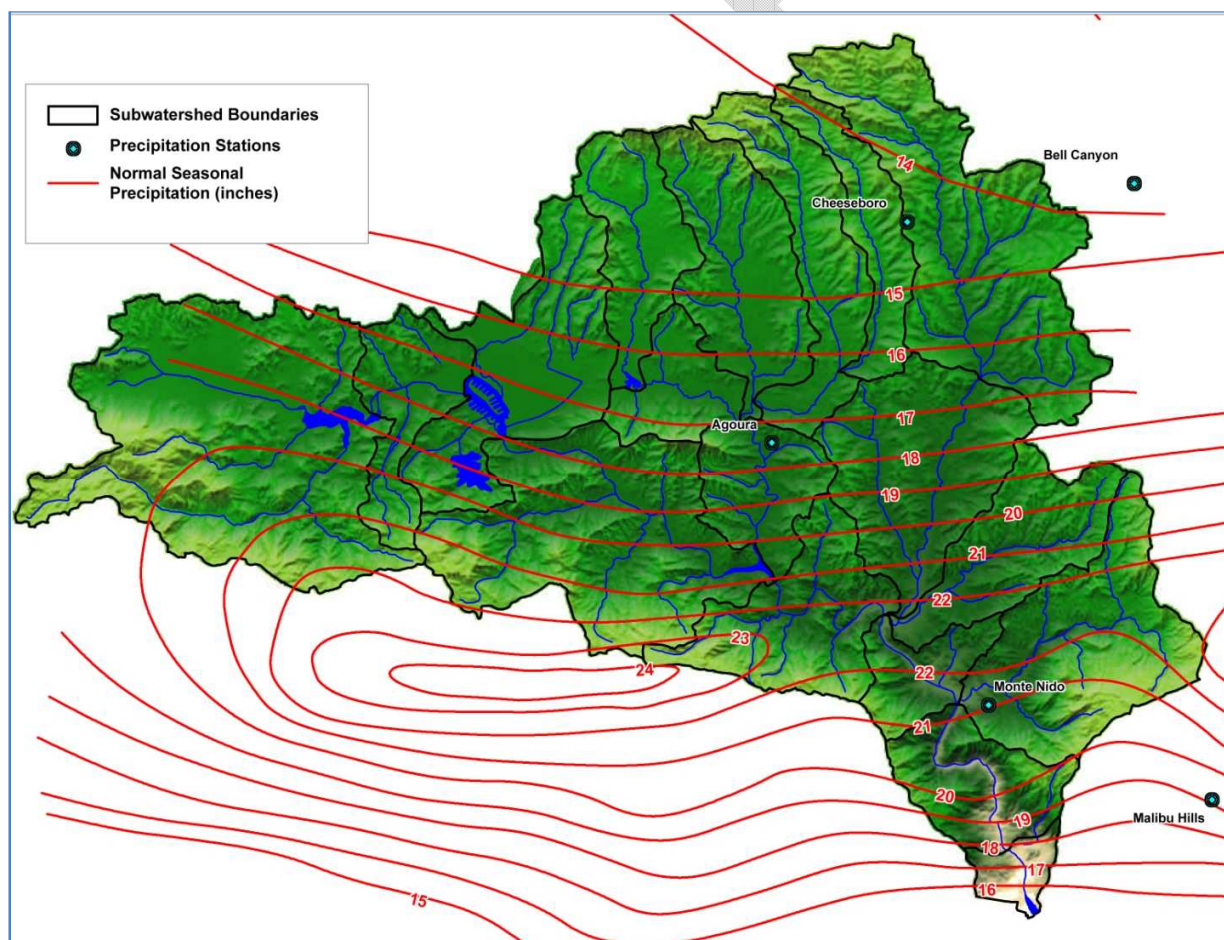 Subwatershed Boundaries
Precipitation Stations
Normal Seasonal
Precipitation (inches)
14
Bell Canyon
Cheeseboro
15
16
17
Agoura
18
19
20
21
22
23
24
22
Monte Nido
21
20
19
Malibu Hills
18
17
16
15